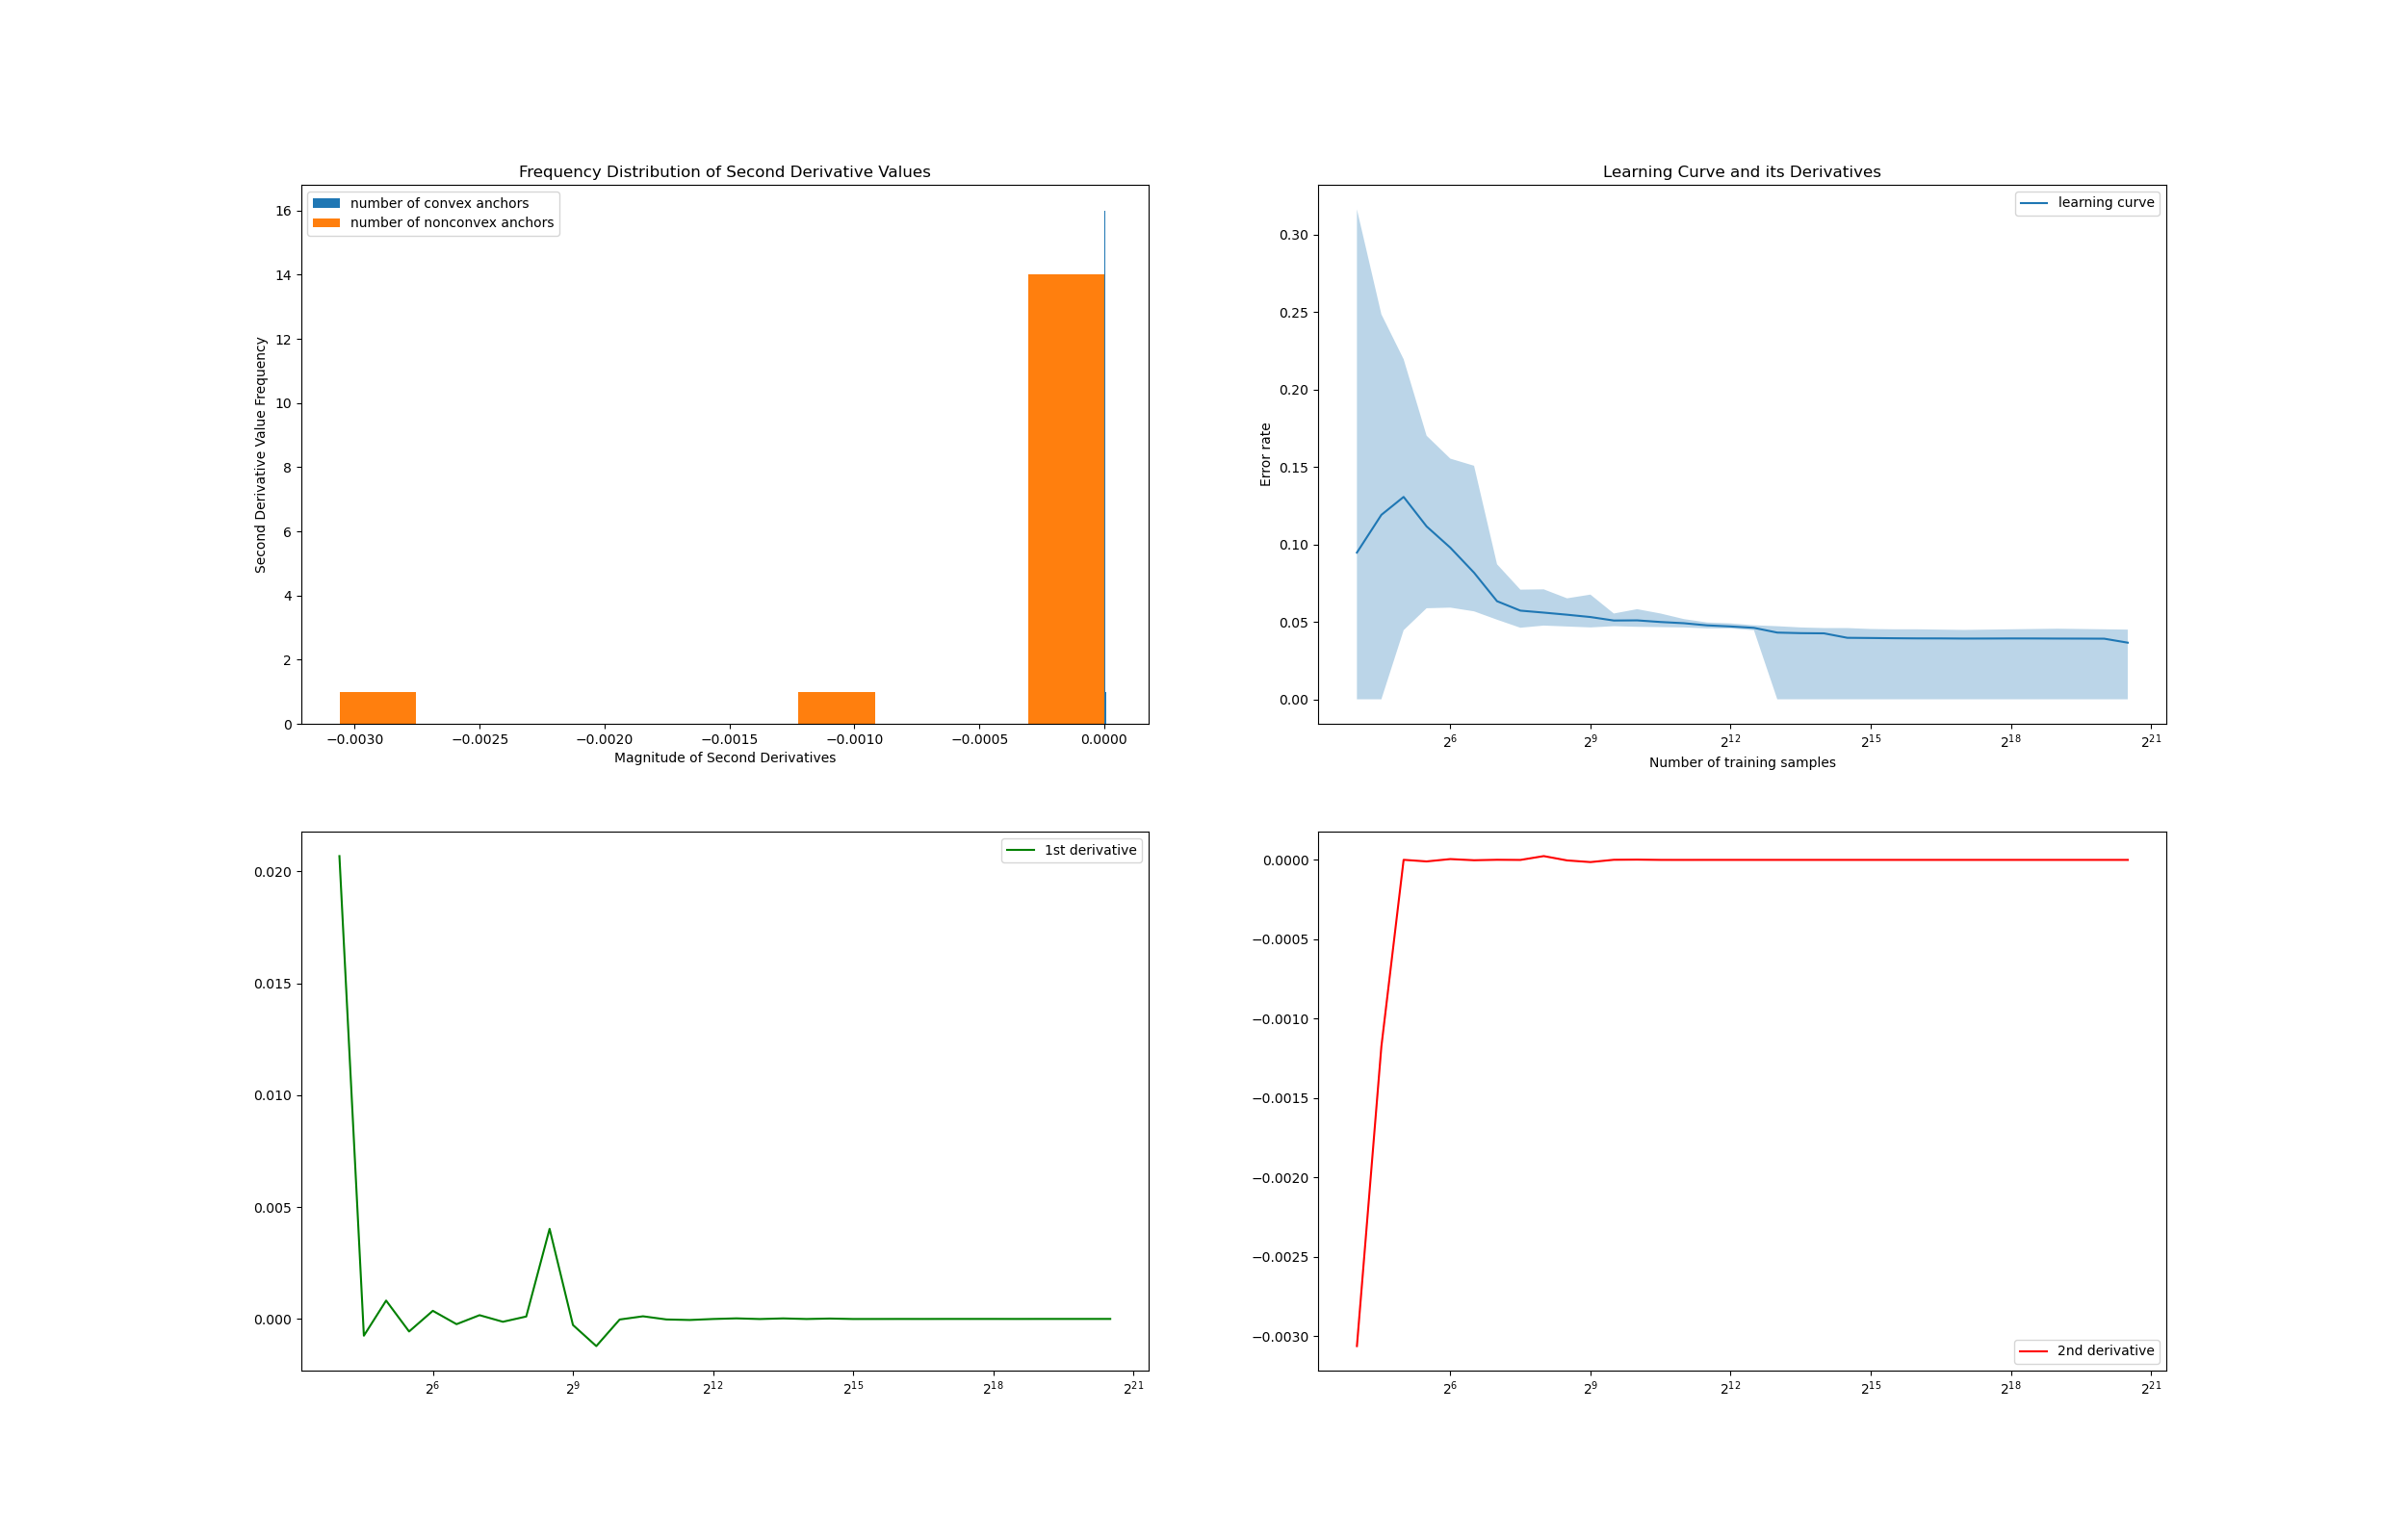 Frequency Distribution of Second Derivative Values
number of convex anchors
number of nonconvex anchors
16
14
12
10
8
6
4
2
0
Second Derivative Value Frequency
−0.0030 −0.0025 −0.0020 −0.0015 −0.0010 −0.0005 0.0000
Magnitude of Second Derivatives
Learning Curve and its Derivatives
learning curve
0.30
0.25
0.20
0.15
0.10
0.05
0.00
Error rate
2^6 2^9 2^12 2^15 2^18 2^21
Number of training samples
1st derivative
0.020
0.015
0.010
0.005
0.000
2^6 2^9 2^12 2^15 2^18 2^21
0.0000
−0.0005
−0.0010
−0.0015
−0.0020
−0.0025
−0.0030
2nd derivative
2^6 2^9 2^12 2^15 2^18 2^21